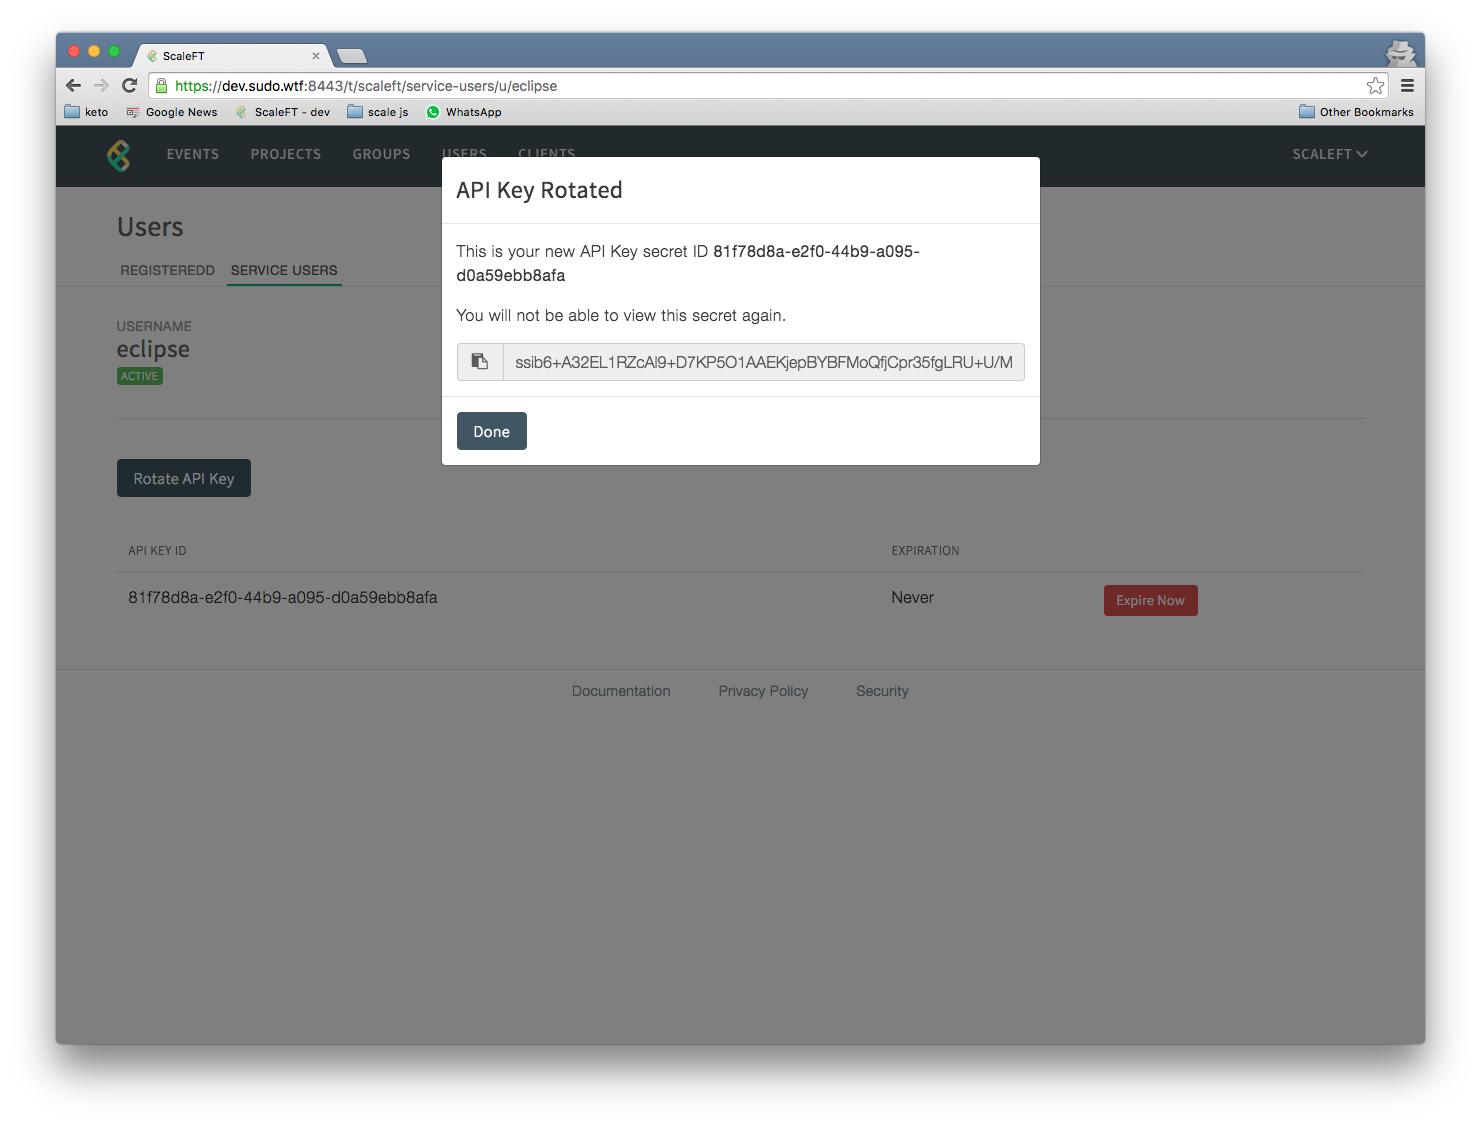 ScaleFT
https://dev.sudo.wtf:8443/t/scaleft/service-users/u/eclipse
keto Google News ScaleFT - dev scale js WhatsApp Other Bookmarks
EVENTS PROJECTS GROUPS USERS CLIENTS SCALEFT
API Key Rotated
Users
This is your new API Key secret ID 81f78d8a-e2f0-44b9-a095-
d0a59ebb8afa
REGISTEREDD SERVICE USERS
You will not be able to view this secret again.
USERNAME
eclipse
ACTIVE
ssib6+A32EL1RZcAl9+D7KP5O1AAEKjepBYBFMoQfjCpr35fgLRU+U/M
Done
Rotate API Key
API KEY ID EXPIRATION
81f78d8a-e2f0-44b9-a095-d0a59ebb8afa Never Expire Now
Documentation Privacy Policy Security